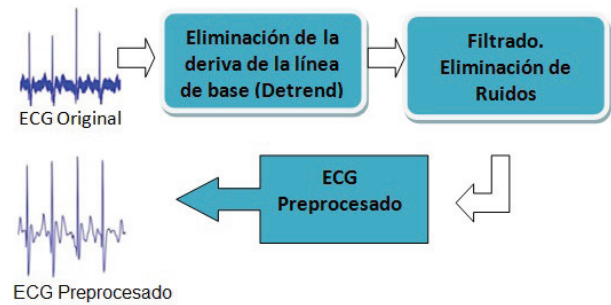 Eliminación de la
deriva de la línea
de base (Detrend)
Filtrado.
Eliminación de
Ruidos
ECG Original
ECG
Preprocesado
ECG Preprocesado